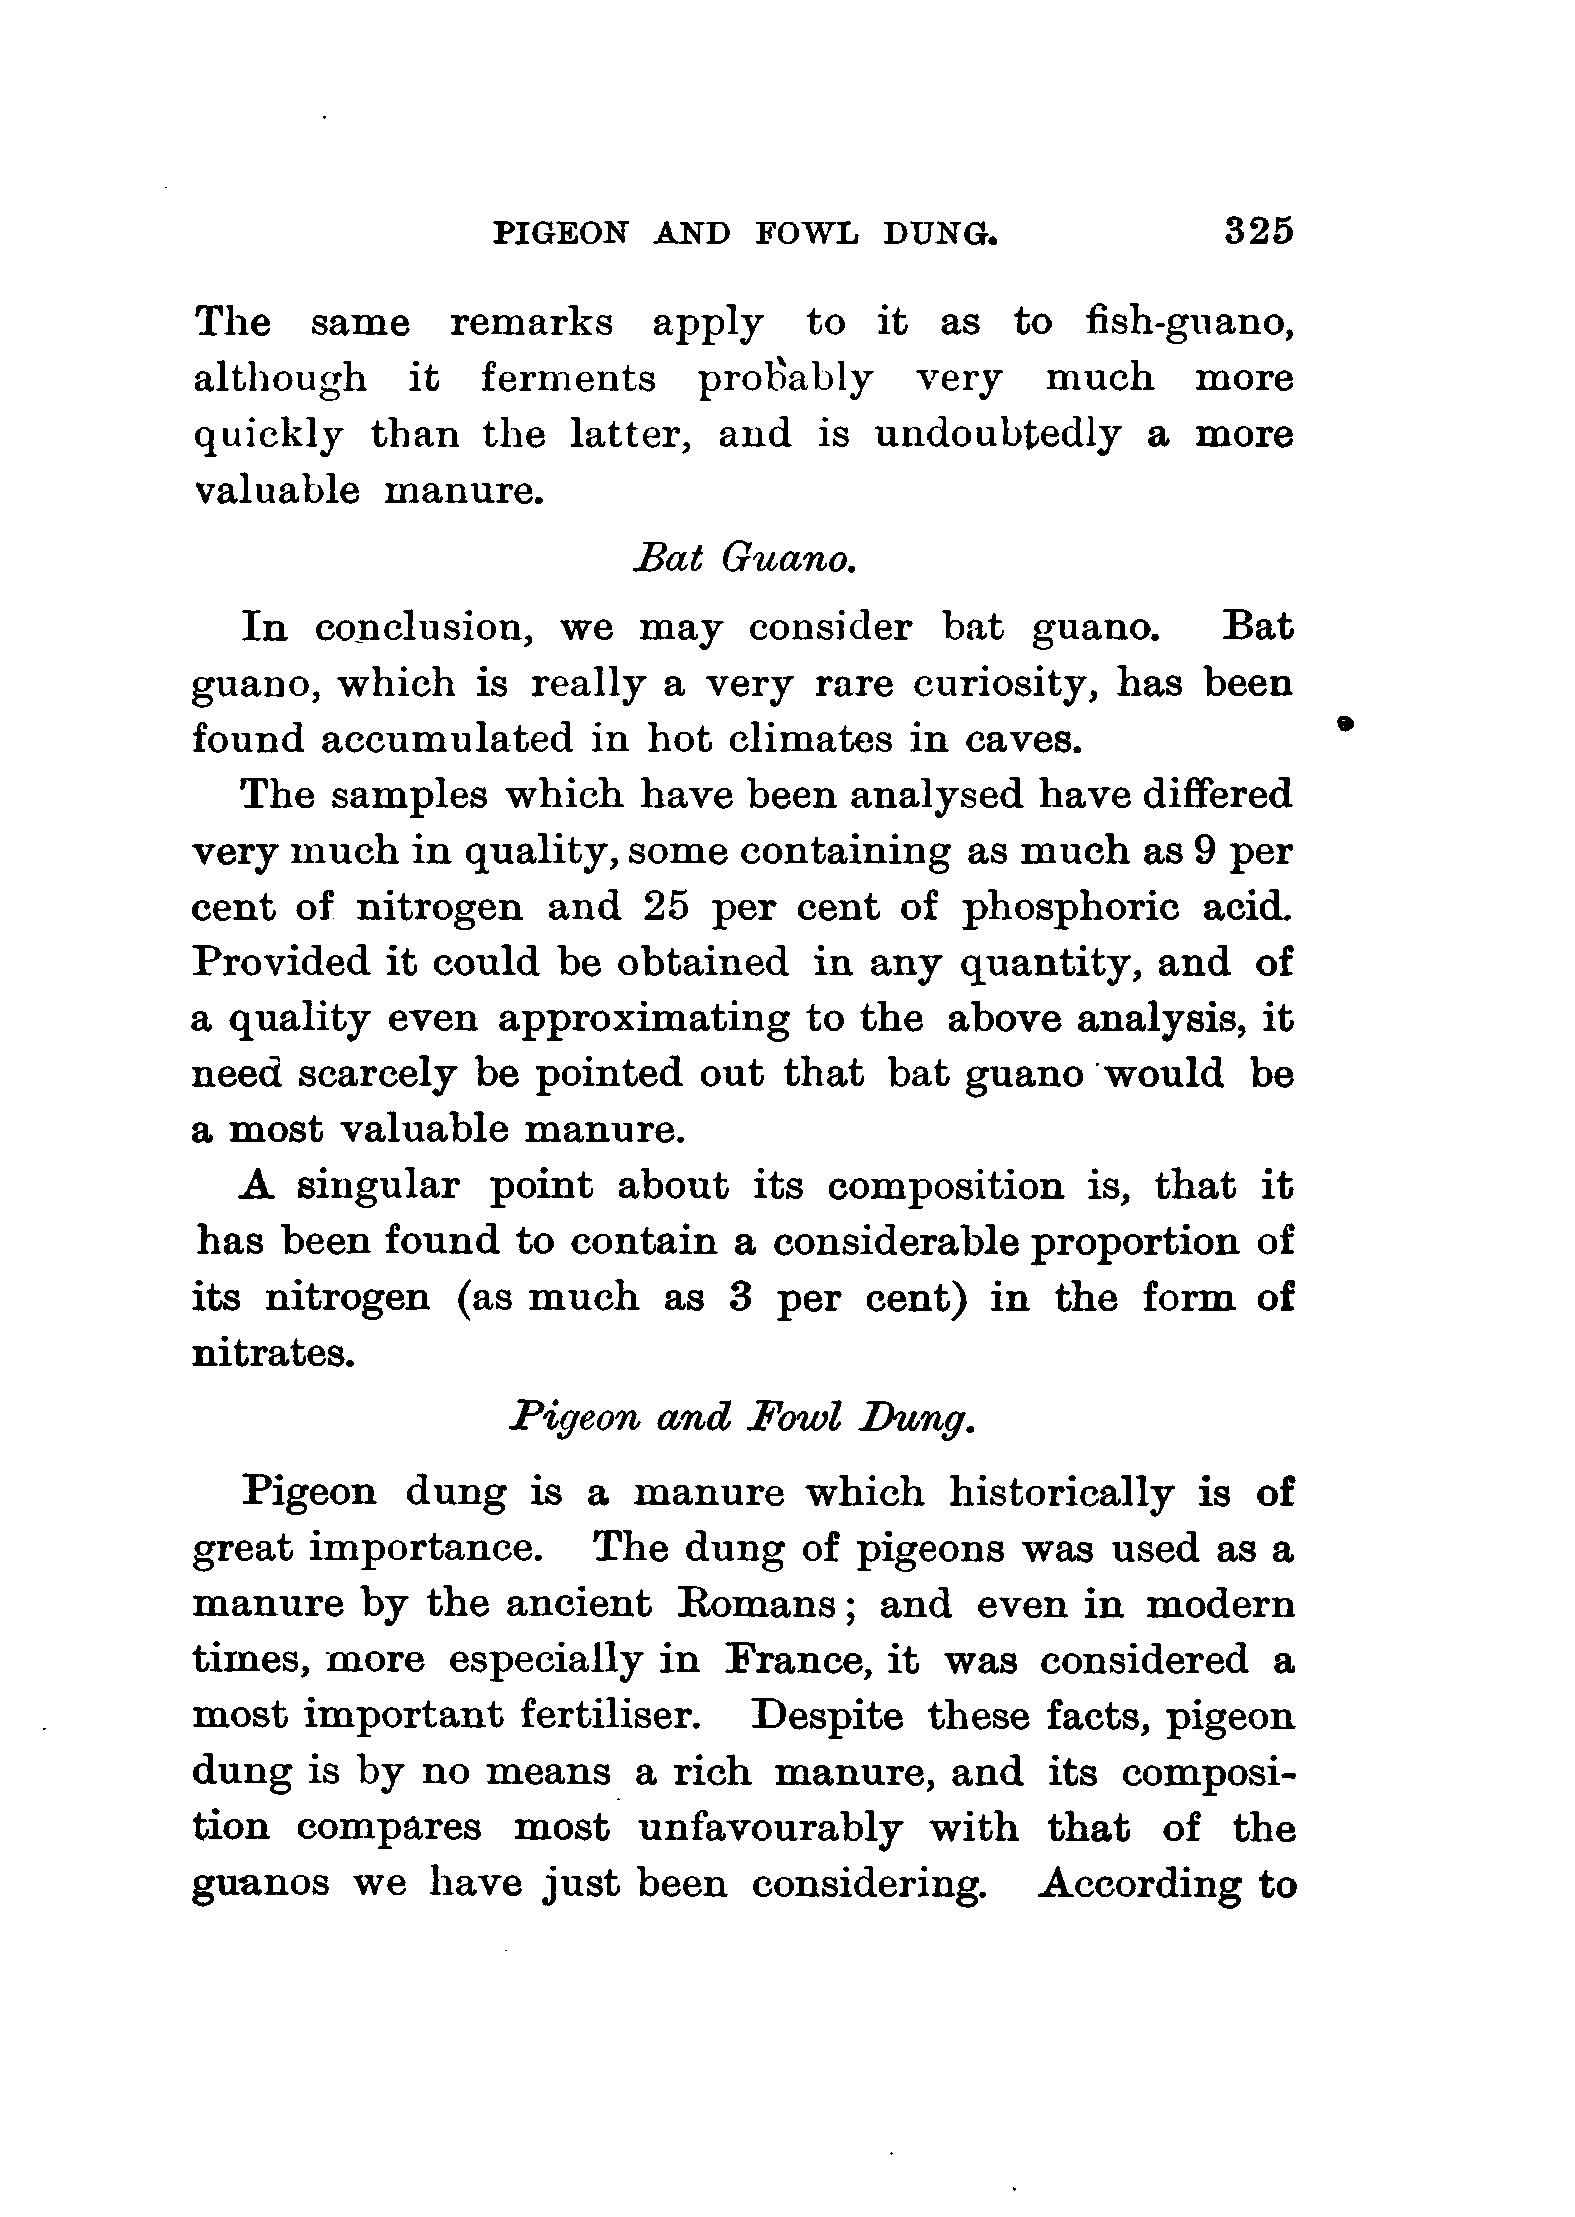 PIGEON AND FOWL DUNG. 325
The same remarks apply to it as to fish-guano,
although it ferments probably very much more
quickly than the latter, and is undoubtedly a more
valuable manure.
Bat Guano.
In conclusion, we may consider bat guano. Bat
guano, which is really a very rare curiosity, has been
found accumulated in hot climates in caves.
The samples which have been analysed have differed
very much in quality, some containing as much as 9 per
cent of nitrogen and 25 per cent of phosphoric acid.
Provided it could be obtained in any quantity, and of
a quality even approximating to the above analysis, it
need scarcely be pointed out that bat guano would be
a most valuable manure.
A singular point about its composition is, that it
has been found to contain a considerable proportion of
its nitrogen (as much as 3 per cent) in the form of
nitrates.
Pigeon and Fowl Dung.
Pigeon dung is a manure which historically is of
great importance. The dung of pigeons was used as a
manure by the ancient Romans; and even in modern
times, more especially in France, it was considered a
most important fertiliser. Despite these facts, pigeon
dung is by no means a rich manure, and its composi-
tion compares most unfavourably with that of the
guanos we have just been considering. According to